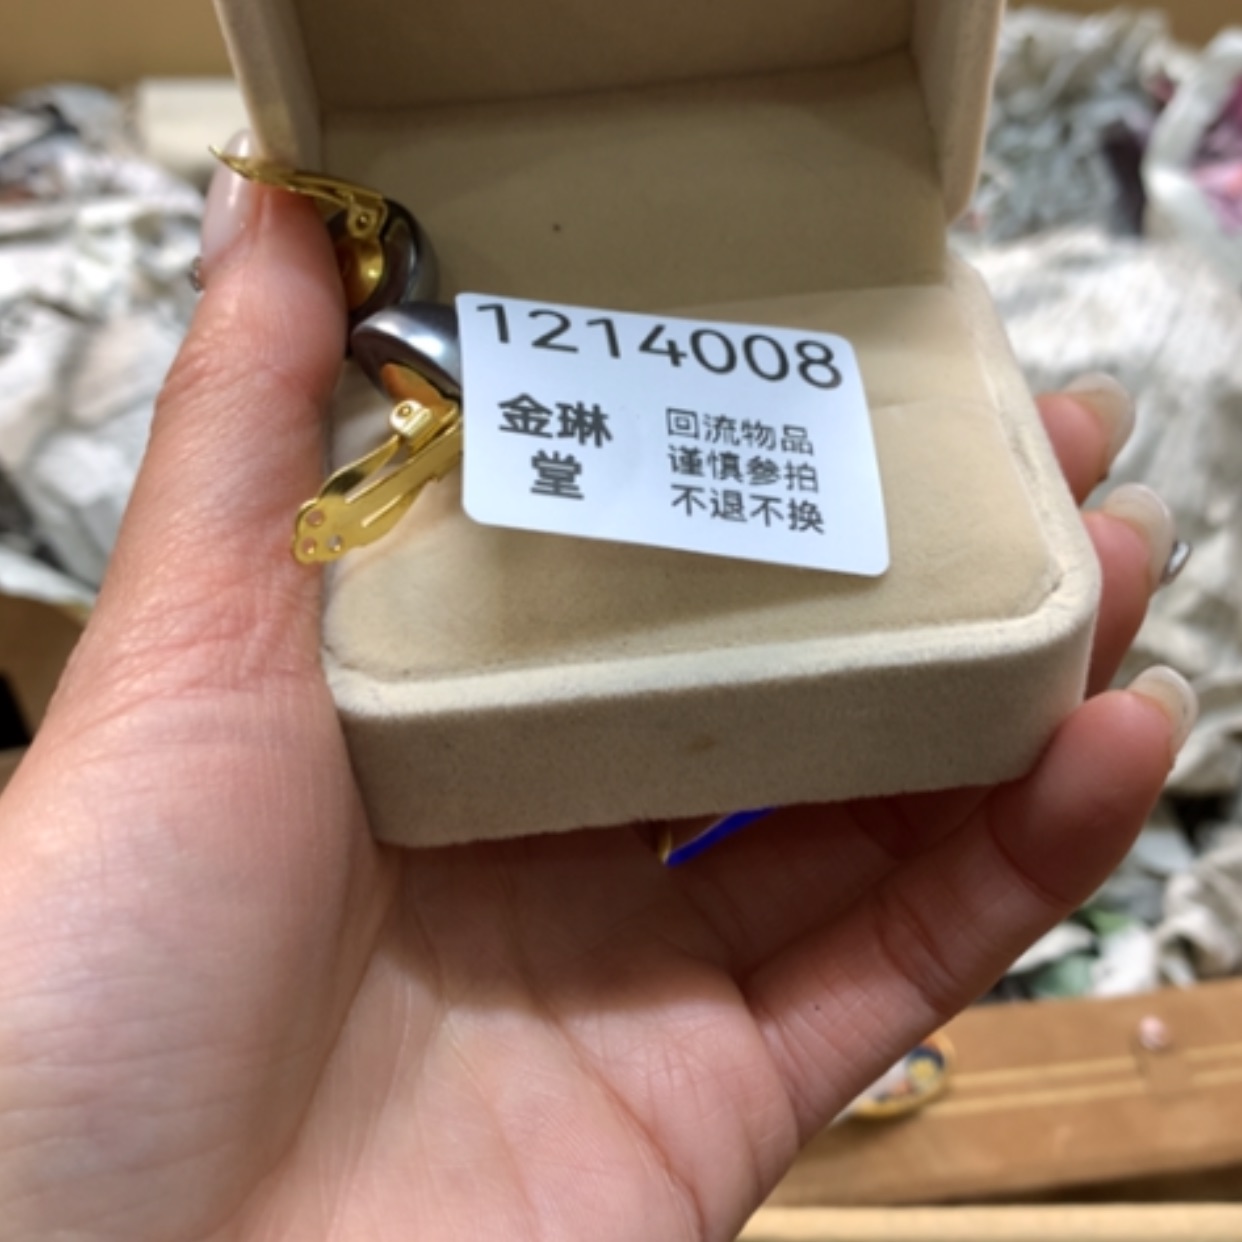 1214008
金琳
堂
回流物品
谨慎参拍
不退不换